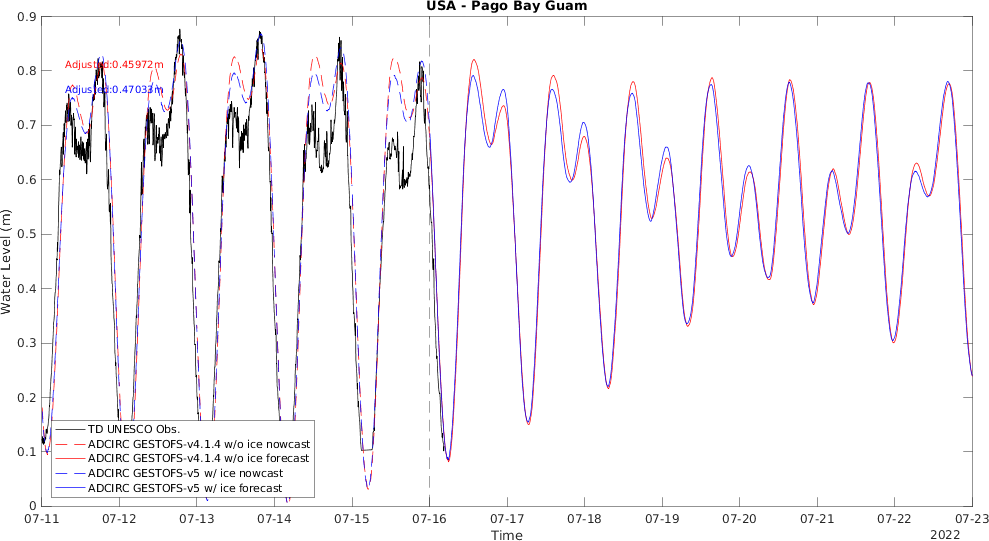 USA - Pago Bay Guam
0.9
0.8
0.7
0.6
0.5
0.4
0.3
0.2
0.1
0
Water Level (m)
Adjusted:0.45972m
Adjusted:0.47033m
TD UNESCO Obs.
ADCIRC GESTOFS-v4.1.4 w/o ice nowcast
ADCIRC GESTOFS-v4.1.4 w/o ice forecast
ADCIRC GESTOFS-v5 w/ ice nowcast
ADCIRC GESTOFS-v5 w/ ice forecast
07-11 07-12 07-13 07-14 07-15 07-16 07-17 07-18 07-19 07-20 07-21 07-22 07-23
Time
2022